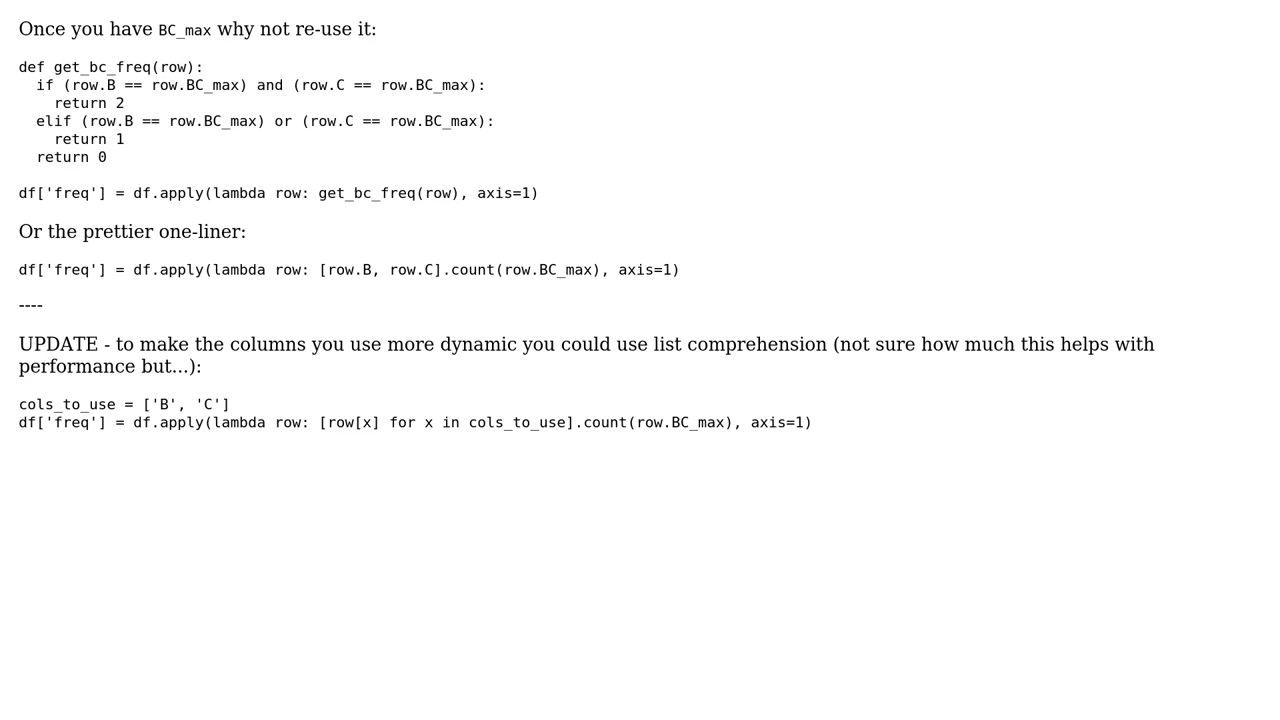 Once you have BC_max why not re-use it:
def get_bc_freq(row):
  if (row.B == row.BC_max) and (row.C == row.BC_max):
    return 2
  elif (row.B == row.BC_max) or (row.C == row.BC_max):
    return 1
  return 0
df['freq'] = df.apply(lambda row: get_bc_freq(row), axis=1)
Or the prettier one-liner:
df['freq'] = df.apply(lambda row: [row.B, row.C].count(row.BC_max), axis=1)
----
UPDATE - to make the columns you use more dynamic you could use list comprehension (not sure how much this helps with
performance but...):
cols_to_use = ['B', 'C']
df['freq'] = df.apply(lambda row: [row[x] for x in cols_to_use].count(row.BC_max), axis=1)